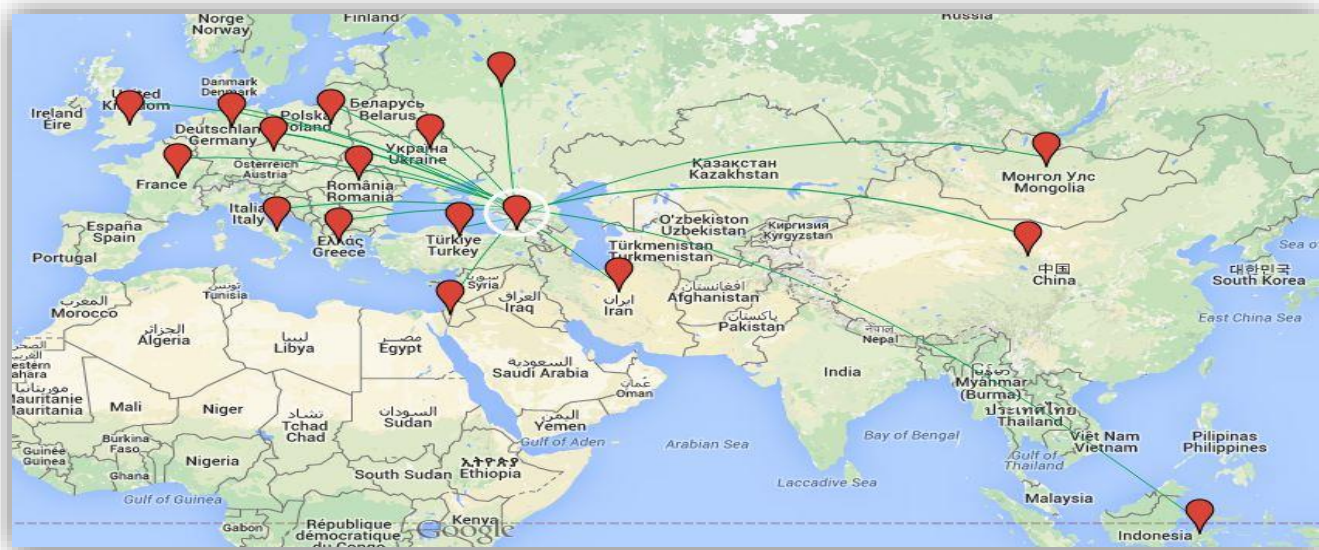 Norge
Norway
Finland
Russia
Danmark
Denmark
United
Kingdom
Ireland
Éire
Беларусь
Belarus
Polska
Poland
Deutschland
Germany
Україна
Ukraine
Österreich
Austria
France
România
Romania
Қазақстан
Kazakhstan
Монгол Улс
Mongolia
Italia
Italy
España
Spain
Portugal
Ελλάς
Greece
Türkiye
Turkey
O'zbekiston
Uzbekistan
Киргизия
Kyrgyzstan
Türkmenistan
Turkmenistan
中国
China
대한민국
South Korea
Sea of
East China Sea
تونس
Tunisia
سوريا
Syria
العراق
Iraq
ایران
Iran
افغانستان
Afghanistan
پاکستان
Pakistan
नेपाल
Nepal
المغرب
Morocco
الجزائر
Algeria
ليبيا
Libya
مصر
Egypt
السعودية
Saudi Arabia
عمان
Oman
India
Myanmar
(Burma)
موريتانيا
Mauritanie
Mauritania
Mali
Niger
تشاد
Tchad
Chad
السودان
Sudan
اليمن
Yemen
Gulf of Aden
Arabian Sea
Bay of Bengal
ประเทศไทย
Thailand
Việt Nam
Vietnam
Pilipinas
Philippines
Gulf of
Thailand
Burkina
Faso
Guinée
Guinea
Ghana
Nigeria
South Sudan
ኢትዮጵያ
Ethiopia
Laccadive Sea
Malaysia
Gulf of Guinea
Gabon
République
démocratique
du Congo
Kenya
Google
Indonesia